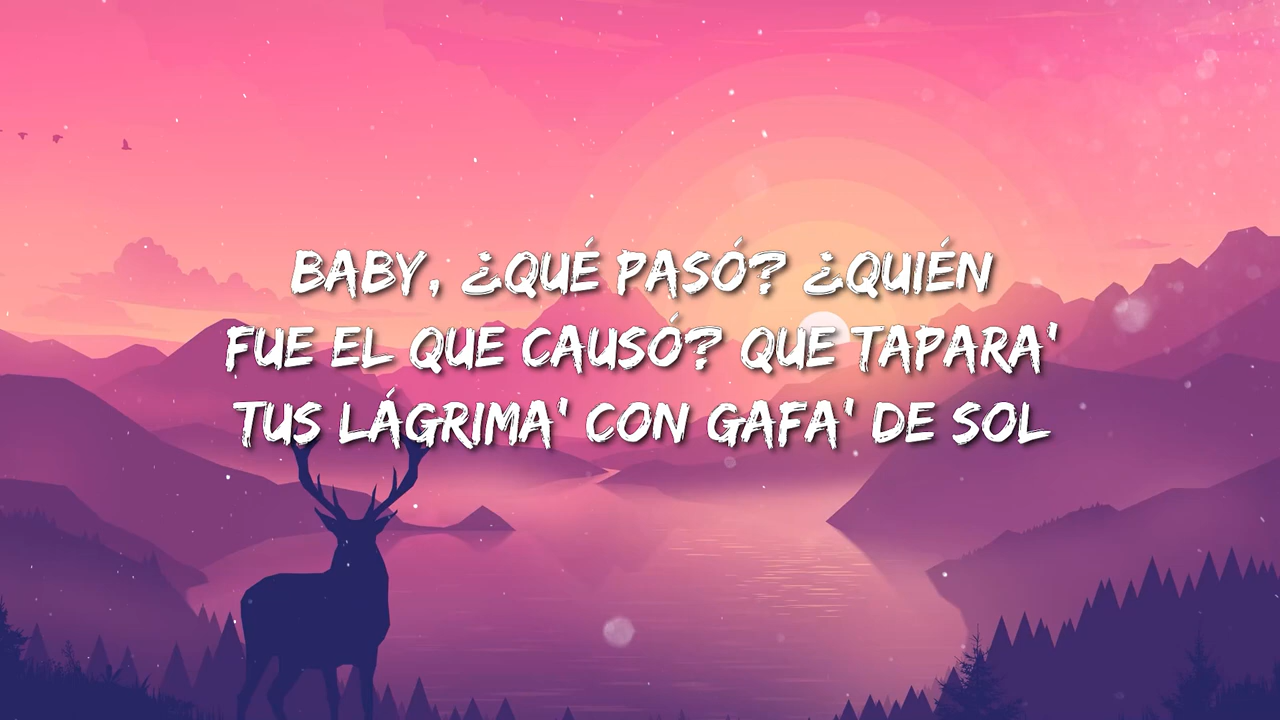 BABY, ¿QUÉ PASÓ? ¿QUIÉN
FUE EL QUE CAUSÓ? QUE TAPARA'
TUS LÁGRIMA' CON GAFA' DE SOL